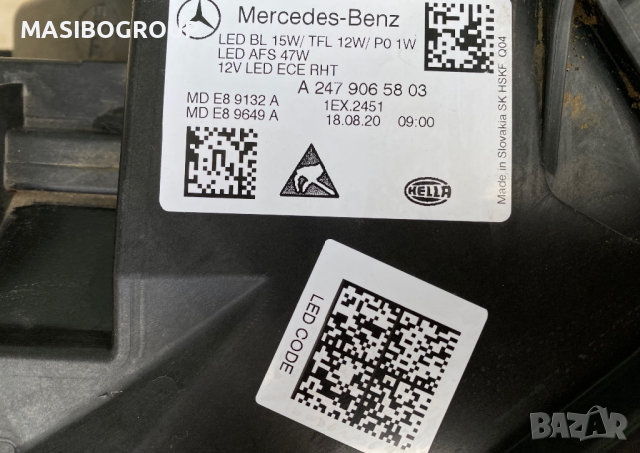 MASIBOGROUP
Mercedes-Benz
LED BL 15W/ TFL 12W/ P0 1W
LED AFS 47W
12V LED ECE RHT
A 247 906 58 03
MD E8 9132 A
1EX.2451
MD E8 9649 A
18.08.20 09:00
Made in Slovakia SK HSKF Q04
HELLA
LED CODE
BAZAR